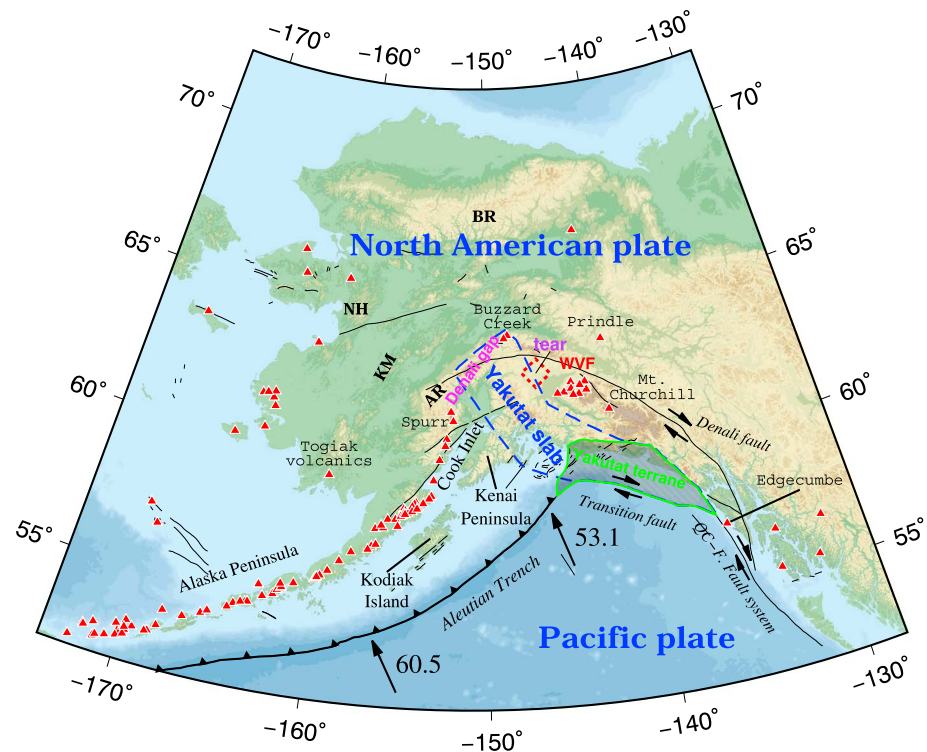 −170°
−160°
−150°
−140°
−130°
70°
70°
65°
65°
60°
60°
55°
55°
BR
North American plate
NH
Buzzard
Creek
Prindle
tear
WVF
KM
Denali gap
Mt.
Churchill
AR
Yakutat slab
Spurr
Denali fault
Togiak
volcanics
Cook Inlet
Yakutat terrane
Edgecumbe
Kenai
Peninsula
Transition fault
QC−F. Fault system
53.1
Alaska Peninsula
Kodiak
Island
Aleutian Trench
Pacific plate
60.5
−170°
−160°
−150°
−140°
−130°